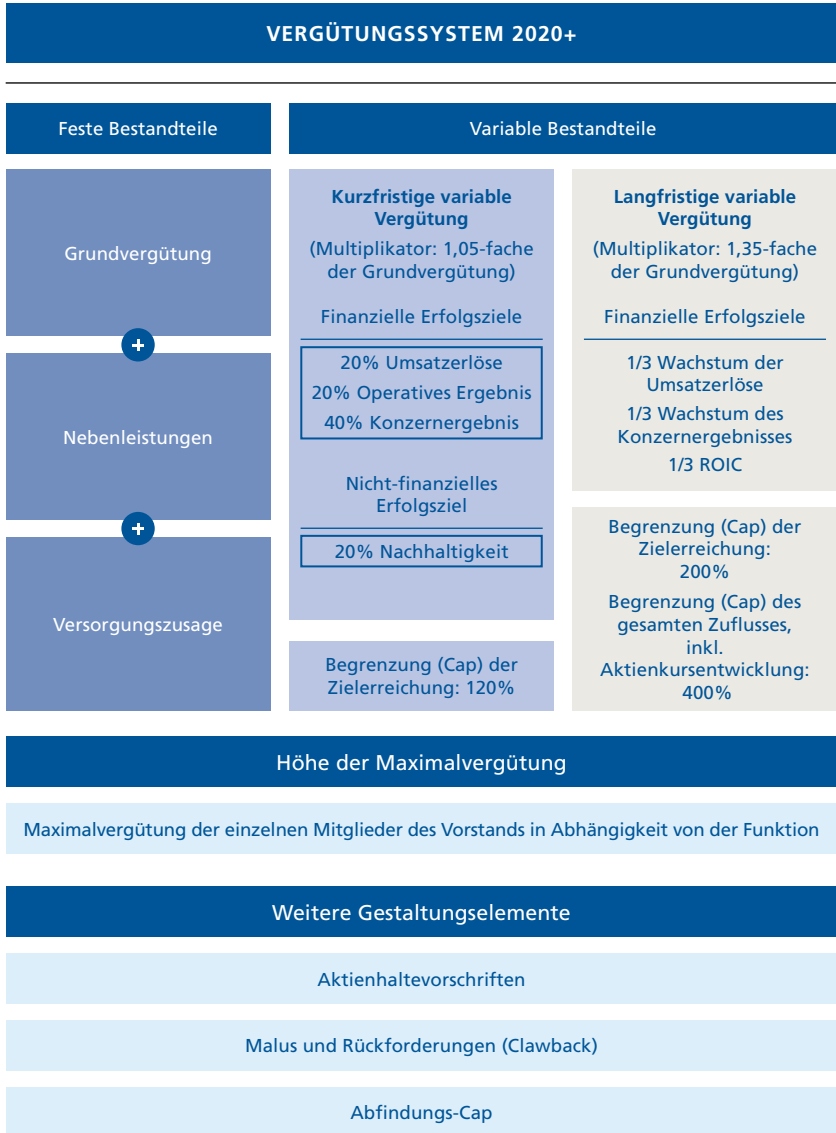 VERGÜTUNGSSYSTEM 2020+
Feste Bestandteile
Grundvergütung
+
Nebenleistungen
+
Versorgungszusage
Variable Bestandteile
Kurzfristige variable
Vergütung
(Multiplikator: 1,05-fache
der Grundvergütung)
Finanzielle Erfolgsziele
20% Umsatzerlöse
20% Operatives Ergebnis
40% Konzernergebnis
Nicht-finanzielles
Erfolgsziel
20% Nachhaltigkeit
Begrenzung (Cap) der
Zielerreichung: 120%
Langfristige variable
Vergütung
(Multiplikator: 1,35-fache
der Grundvergütung)
Finanzielle Erfolgsziele
1/3 Wachstum der
Umsatzerlöse
1/3 Wachstum des
Konzernergebnisses
1/3 ROIC
Begrenzung (Cap) der
Zielerreichung:
200%
Begrenzung (Cap) des
gesamten Zuflusses,
inkl.
Aktienkursentwicklung:
400%
Höhe der Maximalvergütung
Maximalvergütung der einzelnen Mitglieder des Vorstands in Abhängigkeit von der Funktion
Weitere Gestaltungselemente
Aktienhaltevorschriften
Malus und Rückforderungen (Clawback)
Abfindungs-Cap